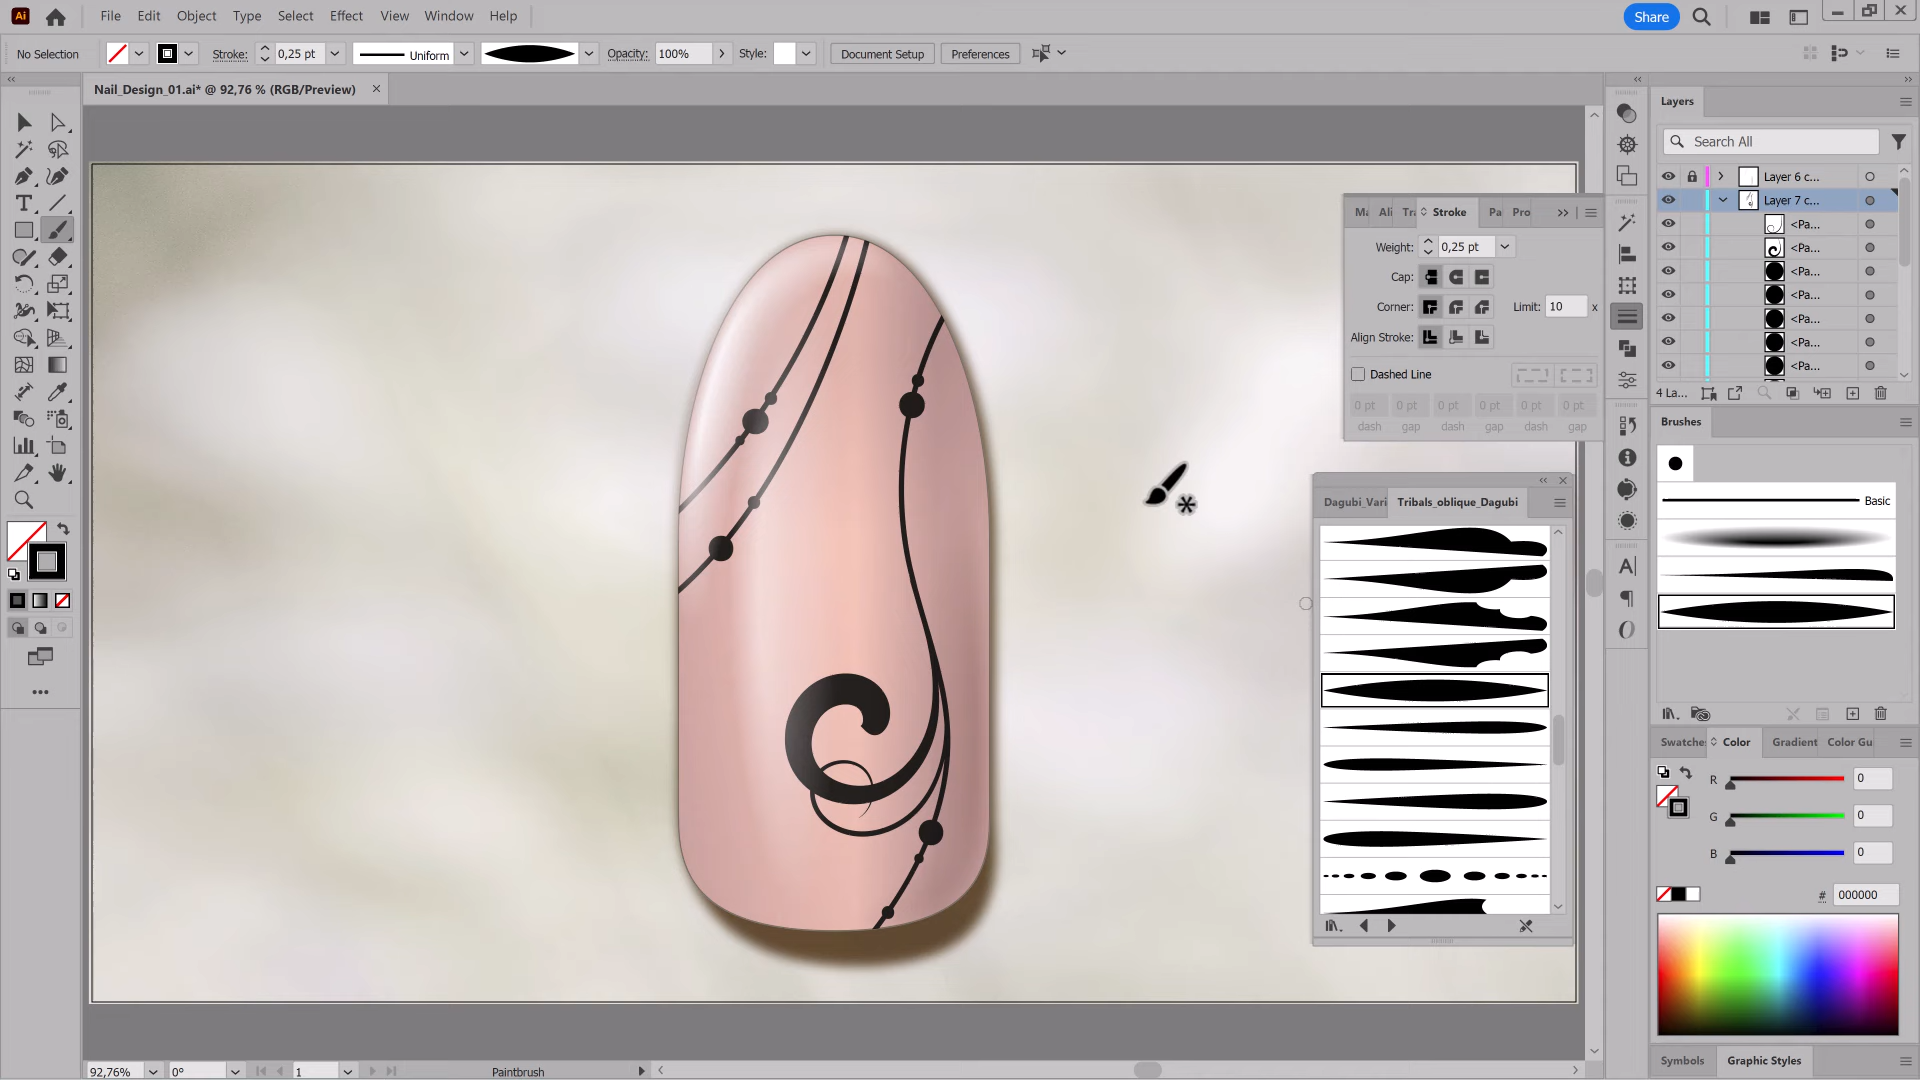 Ai File Edit Object Type Select Effect View Window Help Share
No Selection Stroke: 0,25 pt Uniform Opacity: 100% Style: Document Setup Preferences
Nail_Design_01.ai* @ 92,76 % (RGB/Preview)
Layers
Search All
Layer 6 c...
Layer 7 c...
<Pa...
<Pa...
<Pa...
<Pa...
<Pa...
<Pa...
<Pa...
4 La...
Ali Stroke Pa Pro
Weight: 0,25 pt
Cap:
Corner: Limit: 10 x
Align Stroke:
Dashed Line
0 pt 0 pt 0 pt 0 pt 0 pt 0 pt
dash gap dash gap dash gap
Brushes
Basic
Dagubi_Vari Tribals_oblique_Dagubi
Swatches Color Gradient Color Gu
R 0
G 0
B 0
# 000000
Symbols Graphic Styles
92,76% 0° 1 Paintbrush